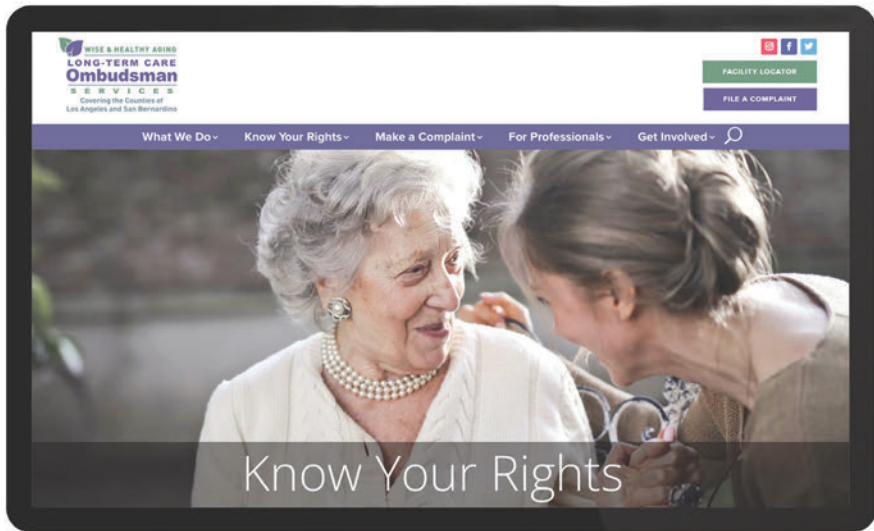 WISE & HEALTHY AGING
LONG-TERM CARE
Ombudsman
SERVICES
Covering the Counties of
Los Angeles and San Bernardino
FACILITY LOCATOR
FILE A COMPLAINT
What We Do
Know Your Rights
Make a Complaint
For Professionals
Get Involved
Know Your Rights